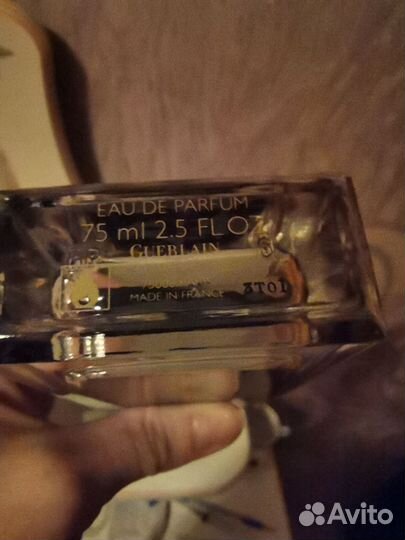 EAU DE PARFUM
75 ml 2.5 FL OZ
GUERLAIN
MADE IN FRANCE
3T01
Avito